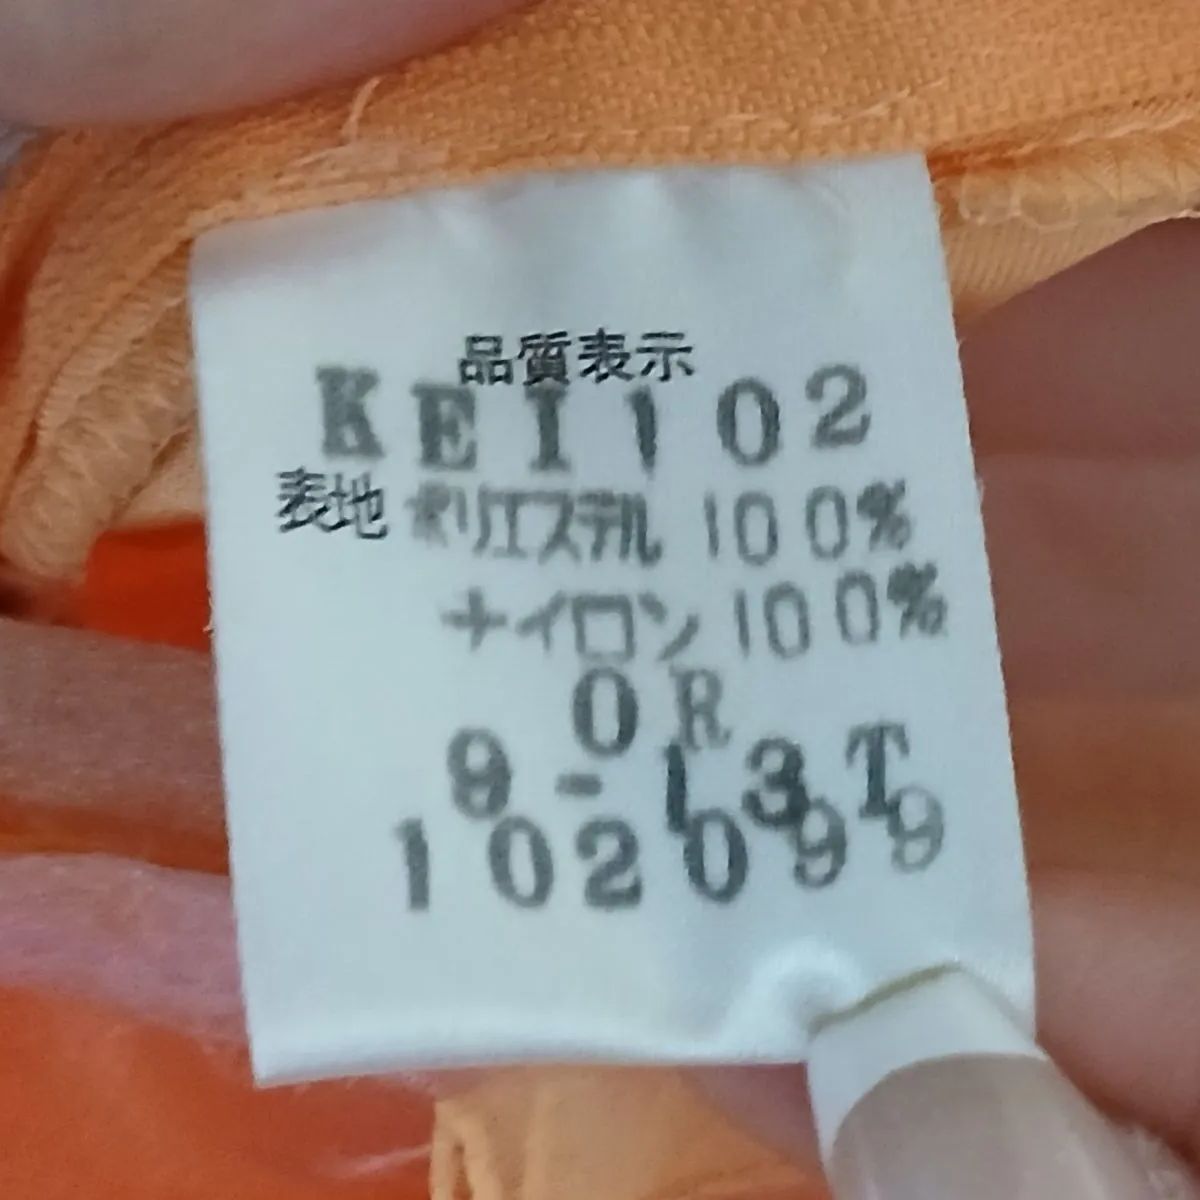 品質表示
KEI102
表地 ポリエステル 100%
ナイロン 100%
OR
9-13T
102099